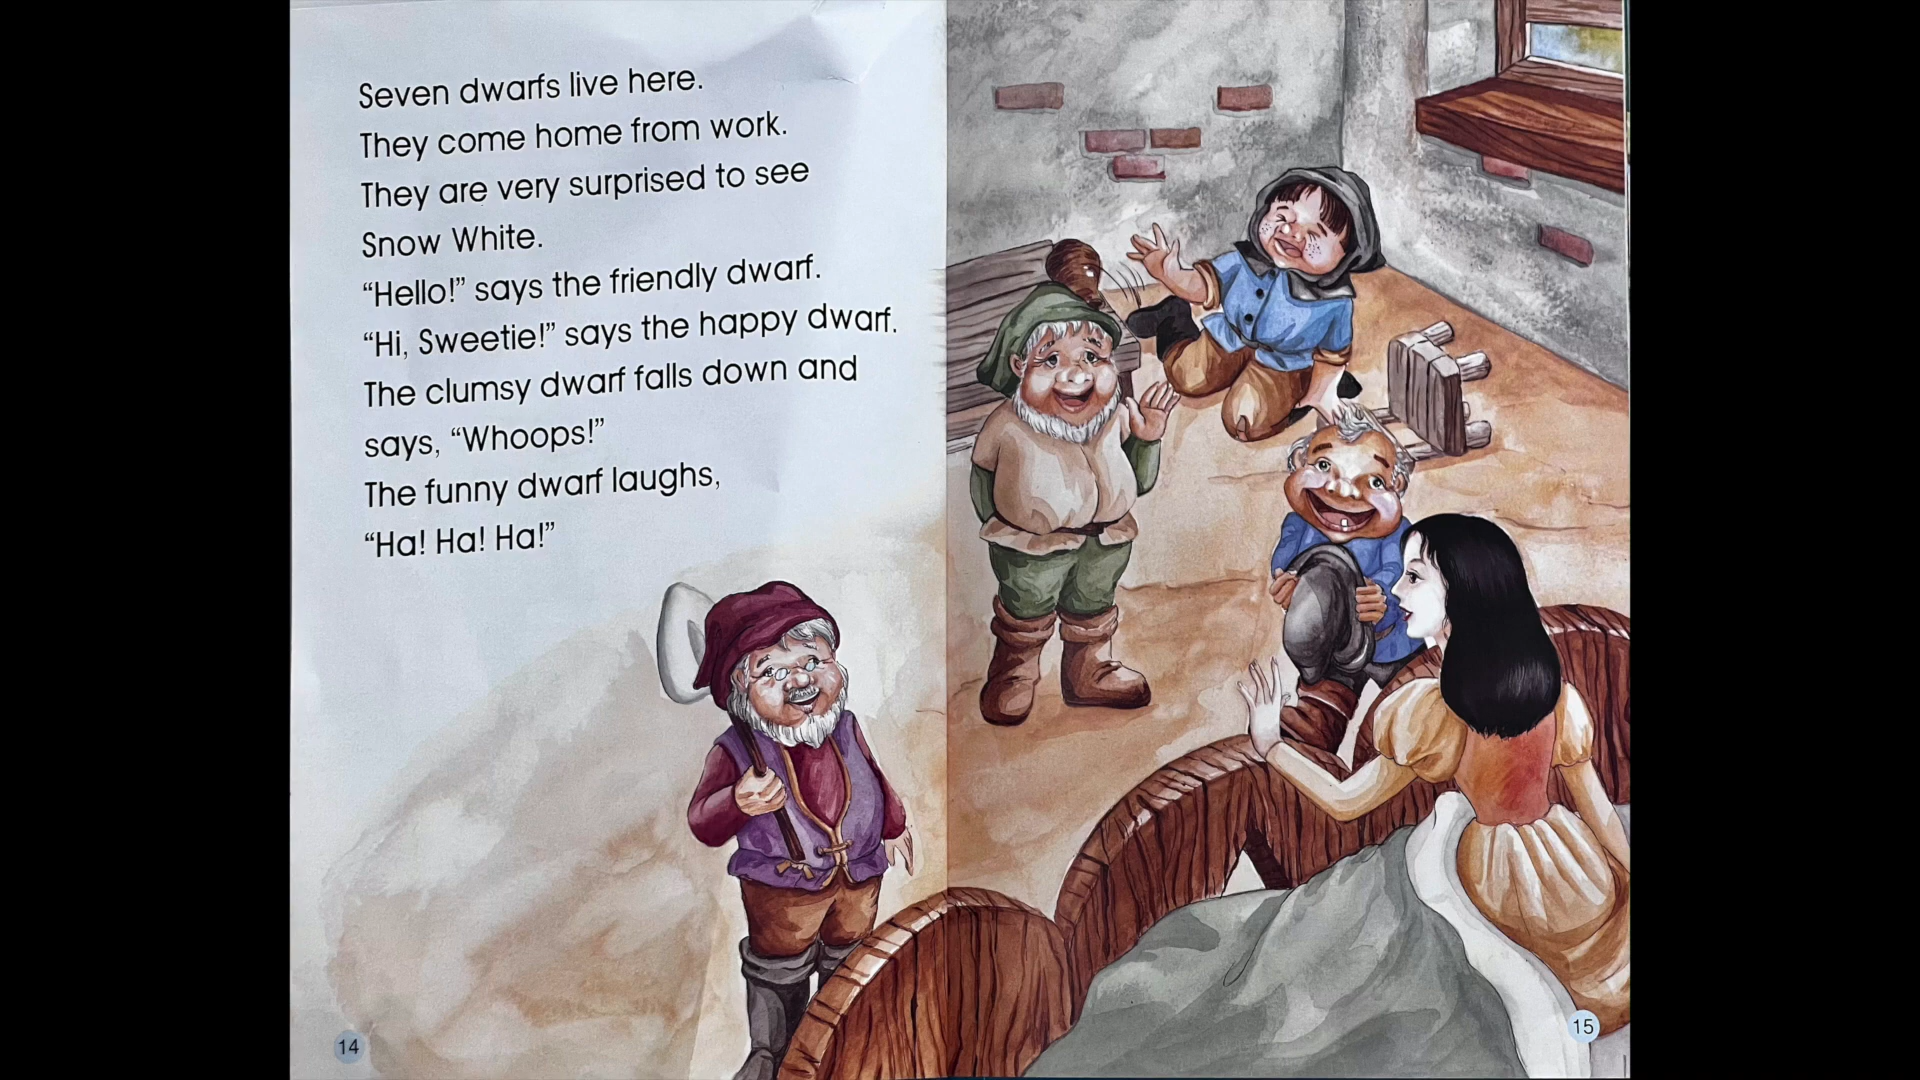 Seven dwarfs live here.
They come home from work.
They are very surprised to see
Snow White.
“Hello!” says the friendly dwarf.
“Hi, Sweetie!” says the happy dwarf.
The clumsy dwarf falls down and
says, “Whoops!”
The funny dwarf laughs,
“Ha! Ha! Ha!”
14
15